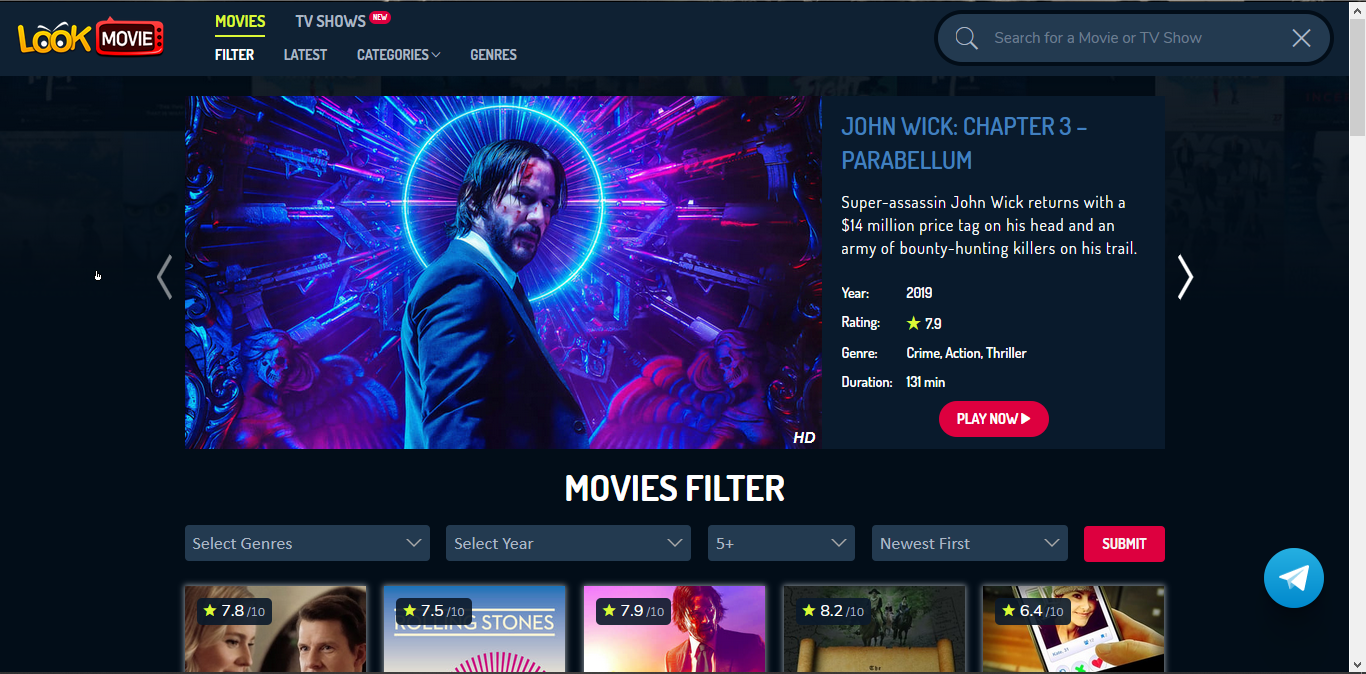 LOOK MOVIE
MOVIES
TV SHOWS NEW
FILTER
LATEST
CATEGORIES
GENRES
Search for a Movie or TV Show
JOHN WICK: CHAPTER 3 –
PARABELLUM
Super-assassin John Wick returns with a
$14 million price tag on his head and an
army of bounty-hunting killers on his trail.
Year: 2019
Rating: 7.9
Genre: Crime, Action, Thriller
Duration: 131 min
PLAY NOW
HD
MOVIES FILTER
Select Genres
Select Year
5+
Newest First
SUBMIT
7.8 /10
7.5 /10
ROLLING STONES
7.9 /10
8.2 /10
The
6.4 /10